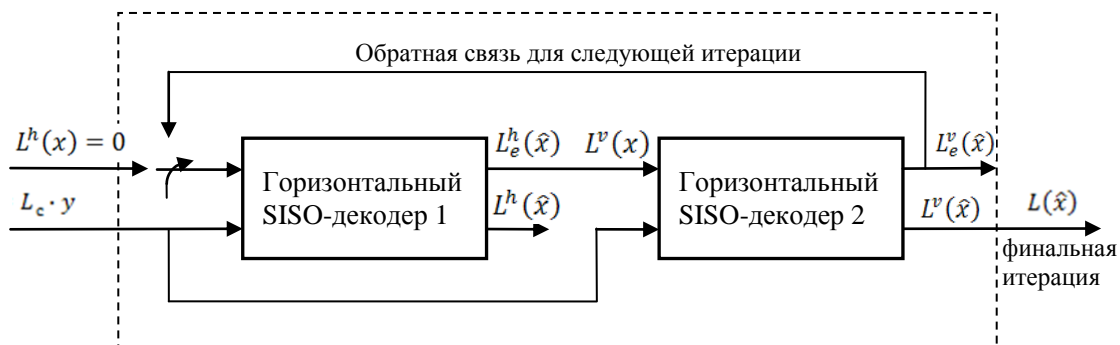 Обратная связь для следующей итерации
L^h(x) = 0
L_e^h(x̂)
L^v(x)
L_e^v(x̂)
Горизонтальный
SISO-декодер 1
Горизонтальный
SISO-декодер 2
L_c · y
L^h(x̂)
L^v(x̂)
L(x̂)
финальная
итерация